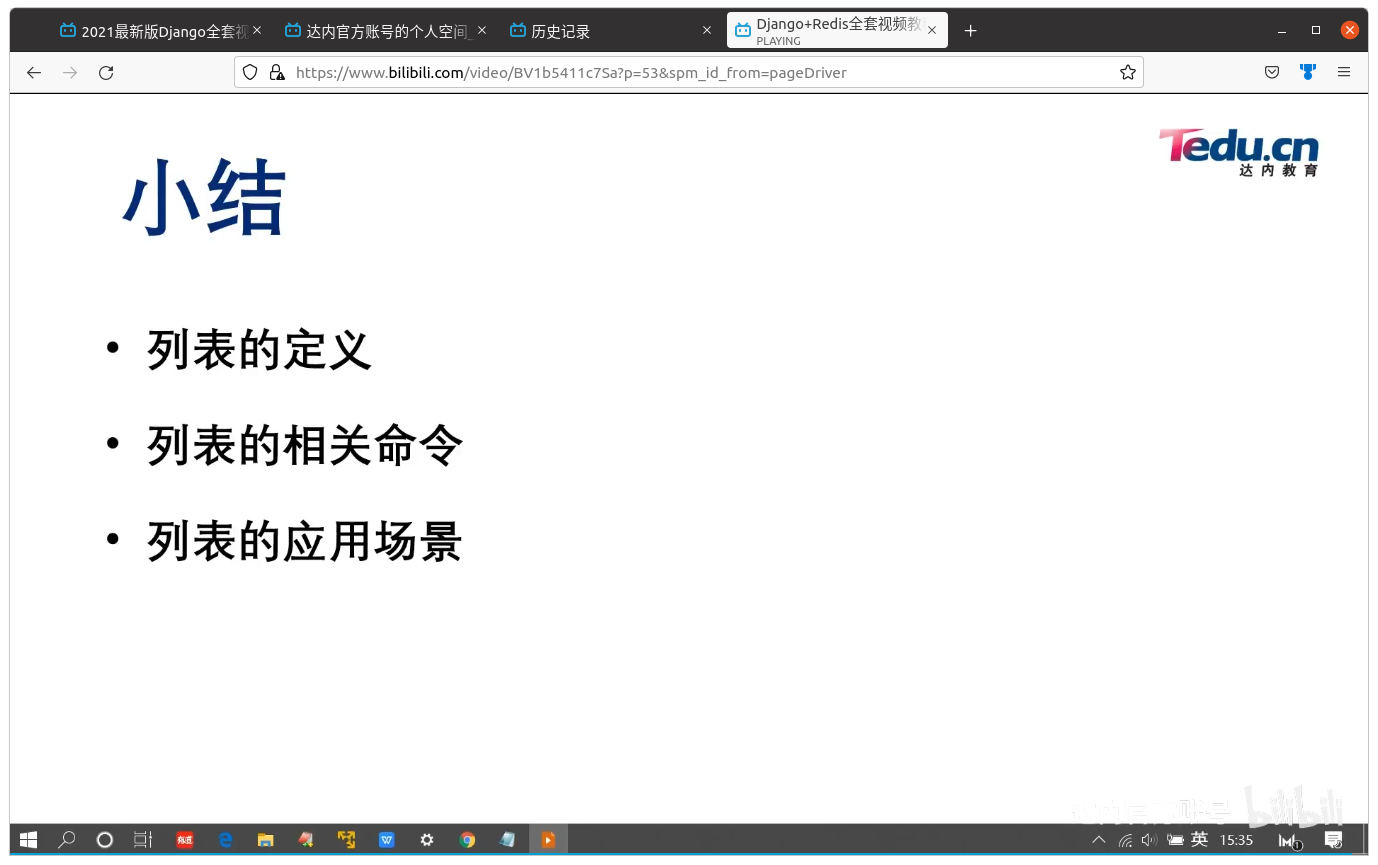 2021最新版Django全套视
达内官方账号的个人空间_
历史记录
Django+Redis全套视频教
PLAYING
https://www.bilibili.com/video/BV1b5411c7Sa?p=53&spm_id_from=pageDriver
Tedu.cn
达内教育
小结
• 列表的定义
• 列表的相关命令
• 列表的应用场景
bilibili
有道
英
15:35